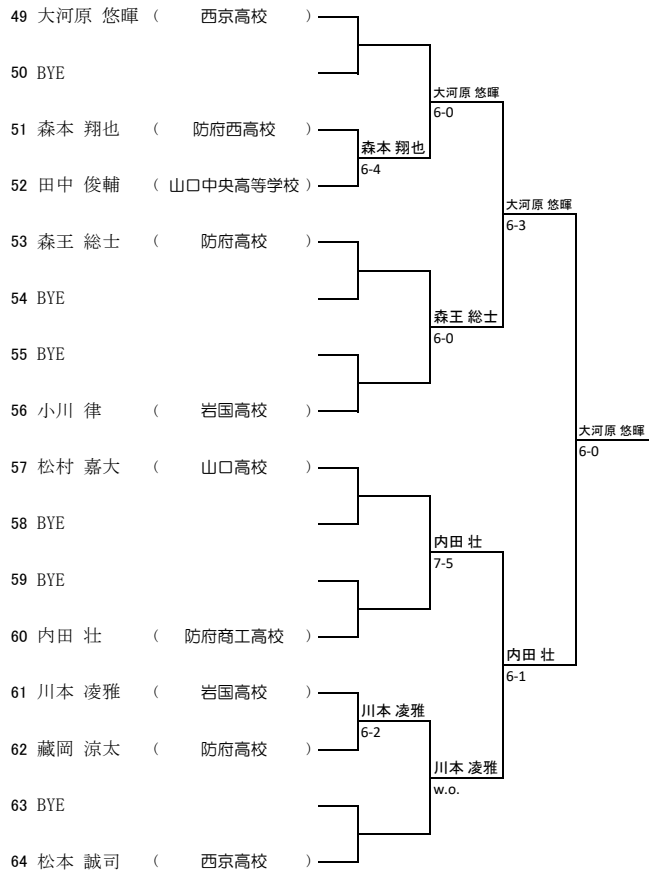 49 大河原 悠暉 ( 西京高校 )
50 BYE
大河原 悠暉
6-0
51 森本 翔也 ( 防府西高校 )
森本 翔也
6-4
52 田中 俊輔 ( 山口中央高等学校 )
大河原 悠暉
6-3
53 森王 総士 ( 防府高校 )
54 BYE
森王 総士
6-0
55 BYE
56 小川 律 ( 岩国高校 )
大河原 悠暉
6-0
57 松村 嘉大 ( 山口高校 )
58 BYE
内田 壮
7-5
59 BYE
60 内田 壮 ( 防府商工高校 )
内田 壮
6-1
61 川本 凌雅 ( 岩国高校 )
川本 凌雅
6-2
62 藏岡 涼太 ( 防府高校 )
川本 凌雅
w.o.
63 BYE
64 松本 誠司 ( 西京高校 )